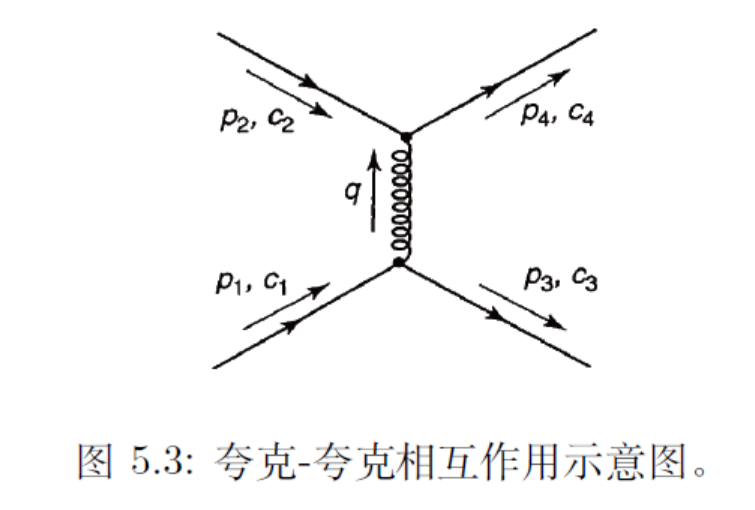 p₂, c₂
p₄, c₄
q
p₁, c₁
p₃, c₃
图 5.3: 夸克-夸克相互作用示意图。